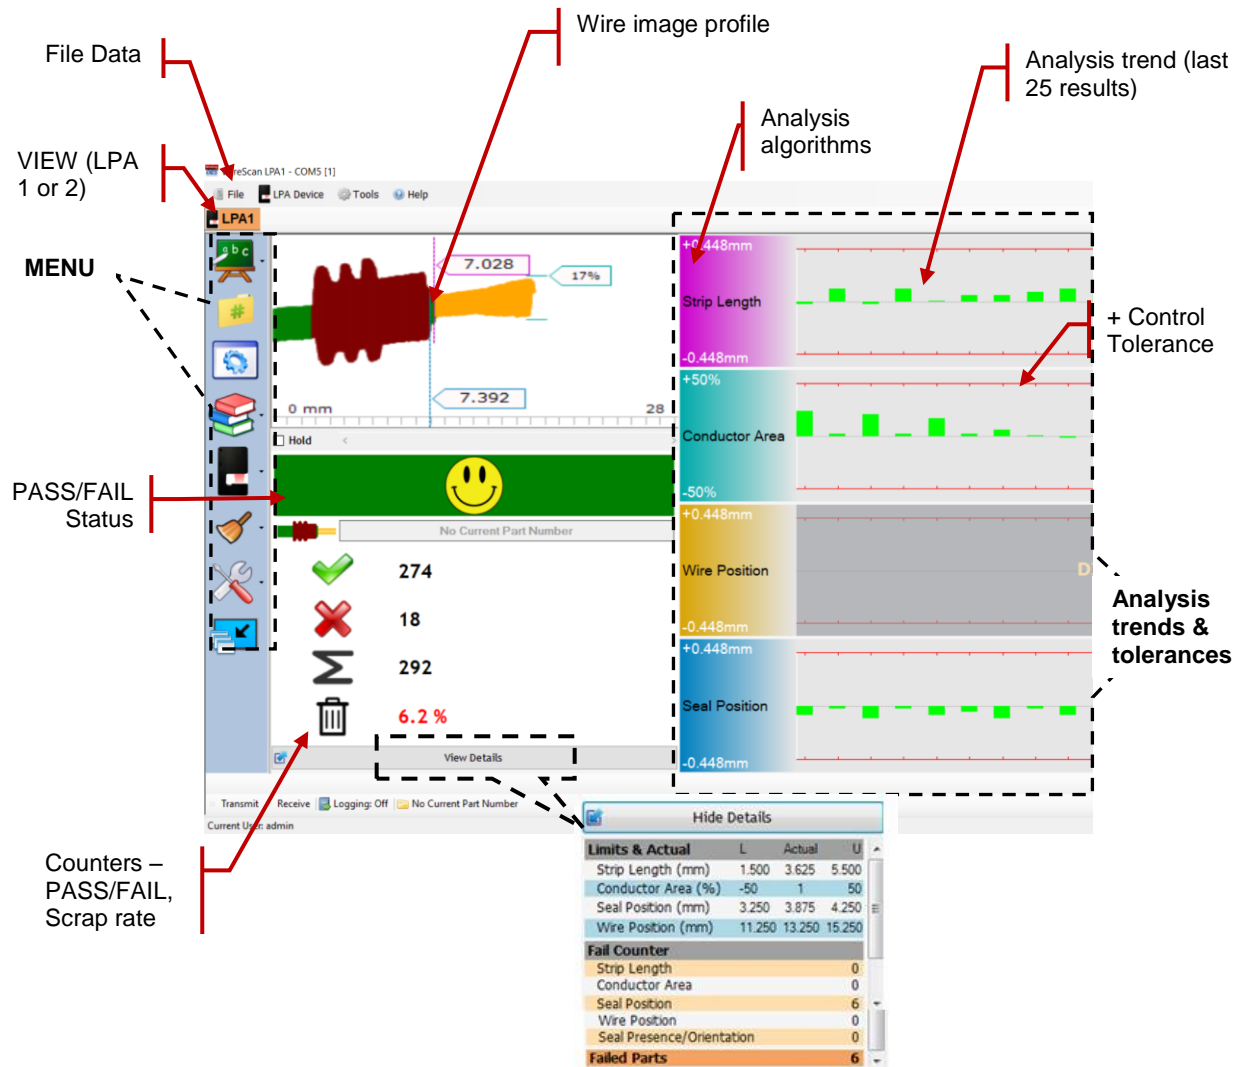 Wire image profile
File Data
Analysis trend (last
25 results)
Analysis
algorithms
VIEW (LPA
1 or 2)
reScan LPA1 - COM5 [1]
File LPA Device Tools Help
LPA1
MENU
abc
#
7.028
17%
7.392
0 mm 28
Hold
+0.448mm
Strip Length
-0.448mm
+ Control
Tolerance
+50%
Conductor Area
-50%
PASS/FAIL
Status
No Current Part Number
274
18
292
6.2 %
+0.448mm
Wire Position
D
-0.448mm
+0.448mm
Seal Position
-0.448mm
Analysis
trends &
tolerances
View Details
Transmit Receive Logging: Off No Current Part Number
Current User: admin
Counters –
PASS/FAIL,
Scrap rate
Hide Details
Limits & Actual L Actual U
Strip Length (mm) 1.500 3.625 5.500
Conductor Area (%) -50 1 50
Seal Position (mm) 3.250 3.875 4.250
Wire Position (mm) 11.250 13.250 15.250
Fail Counter
Strip Length 0
Conductor Area 0
Seal Position 6
Wire Position 0
Seal Presence/Orientation 0
Failed Parts 6